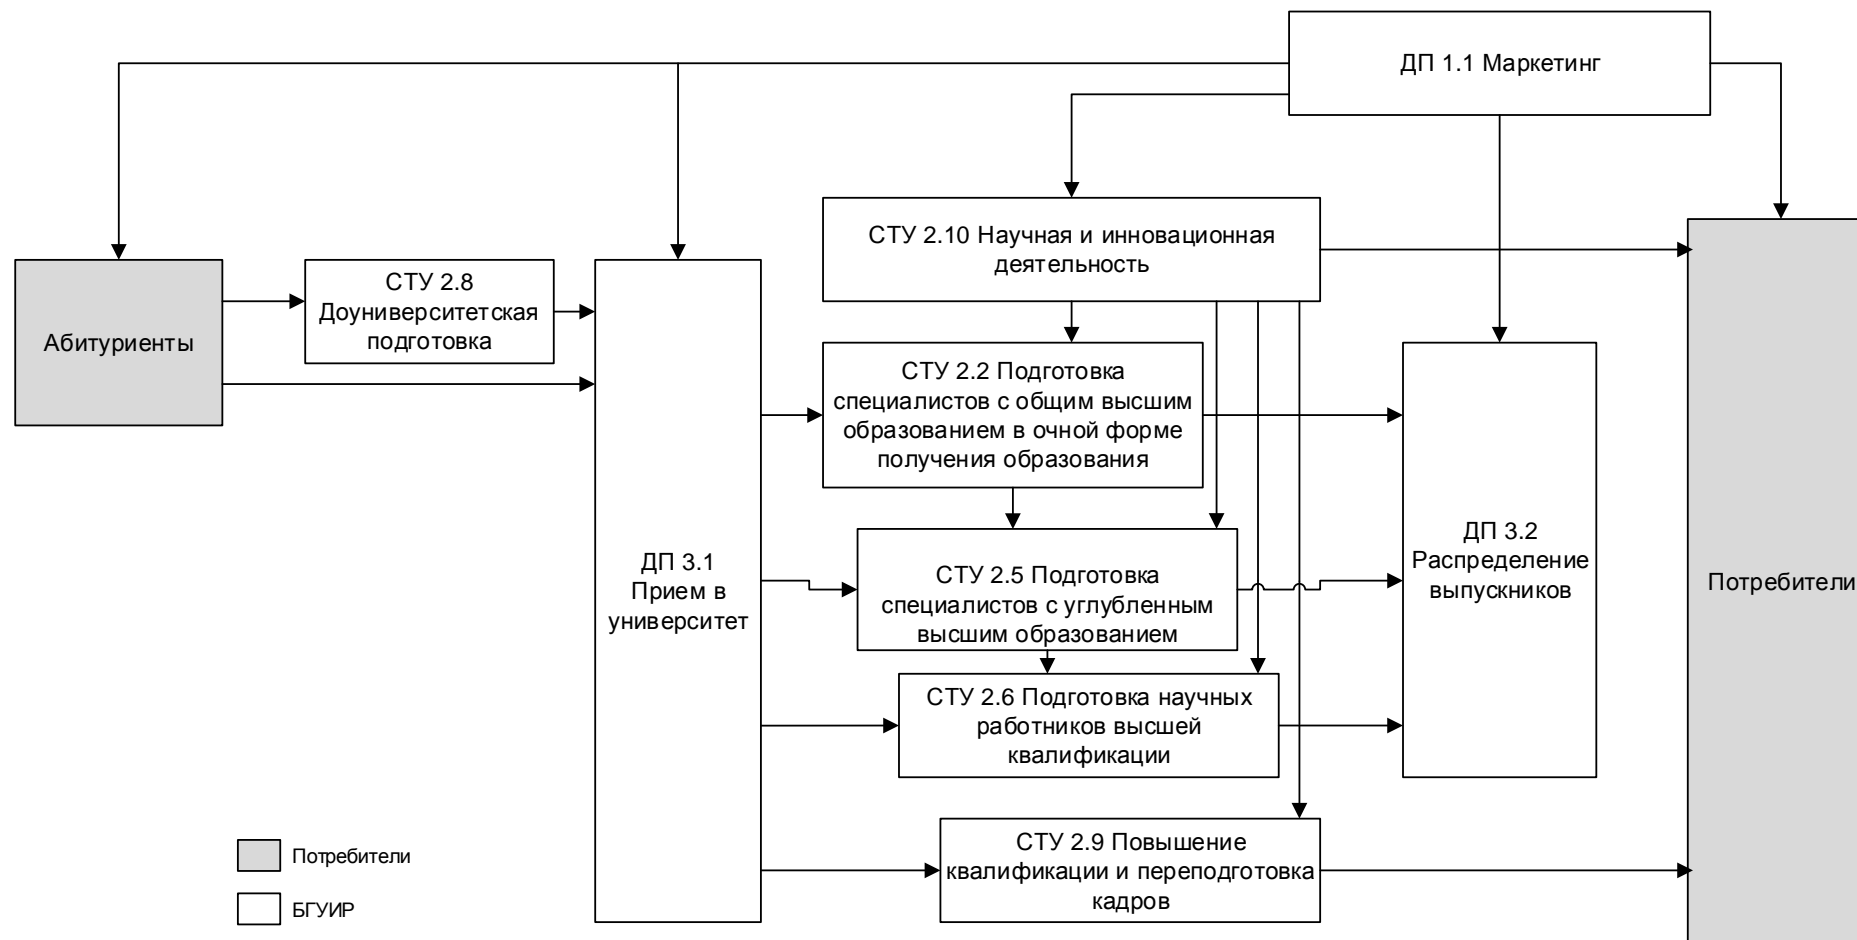 ДП 1.1 Маркетинг
СТУ 2.10 Научная и инновационная
деятельность
СТУ 2.8
Доуниверситетская
подготовка
Абитуриенты
СТУ 2.2 Подготовка
специалистов с общим высшим
образованием в очной форме
получения образования
ДП 3.1
Прием в
университет
СТУ 2.5 Подготовка
специалистов с углубленным
высшим образованием
ДП 3.2
Распределение
выпускников
Потребители
СТУ 2.6 Подготовка научных
работников высшей
квалификации
СТУ 2.9 Повышение
квалификации и переподготовка
кадров
Потребители
БГУИР